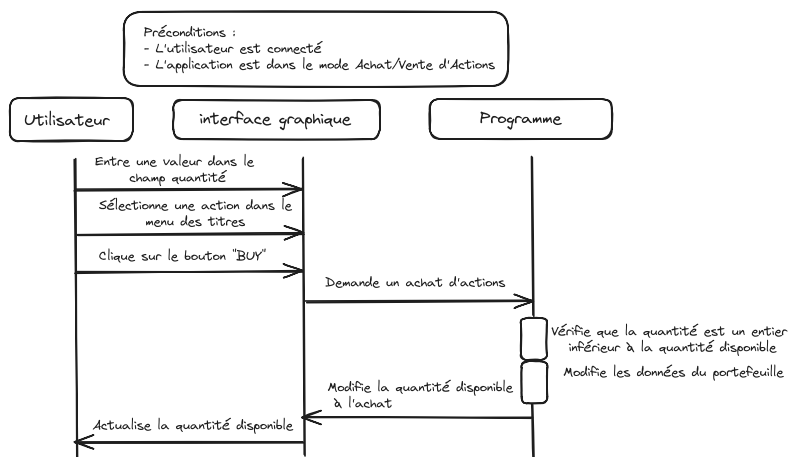 Préconditions :
- L'utilisateur est connecté
- L'application est dans le mode Achat/Vente d'Actions
Utilisateur
interface graphique
Programme
Entre une valeur dans le
champ quantité
Sélectionne une action dans le
menu des titres
Clique sur le bouton "BUY"
Demande un achat d'actions
Vérifie que la quantité est un entier
inférieur à la quantité disponible
Modifie les données du portefeuille
Modifie la quantité disponible
à l'achat
Actualise la quantité disponible